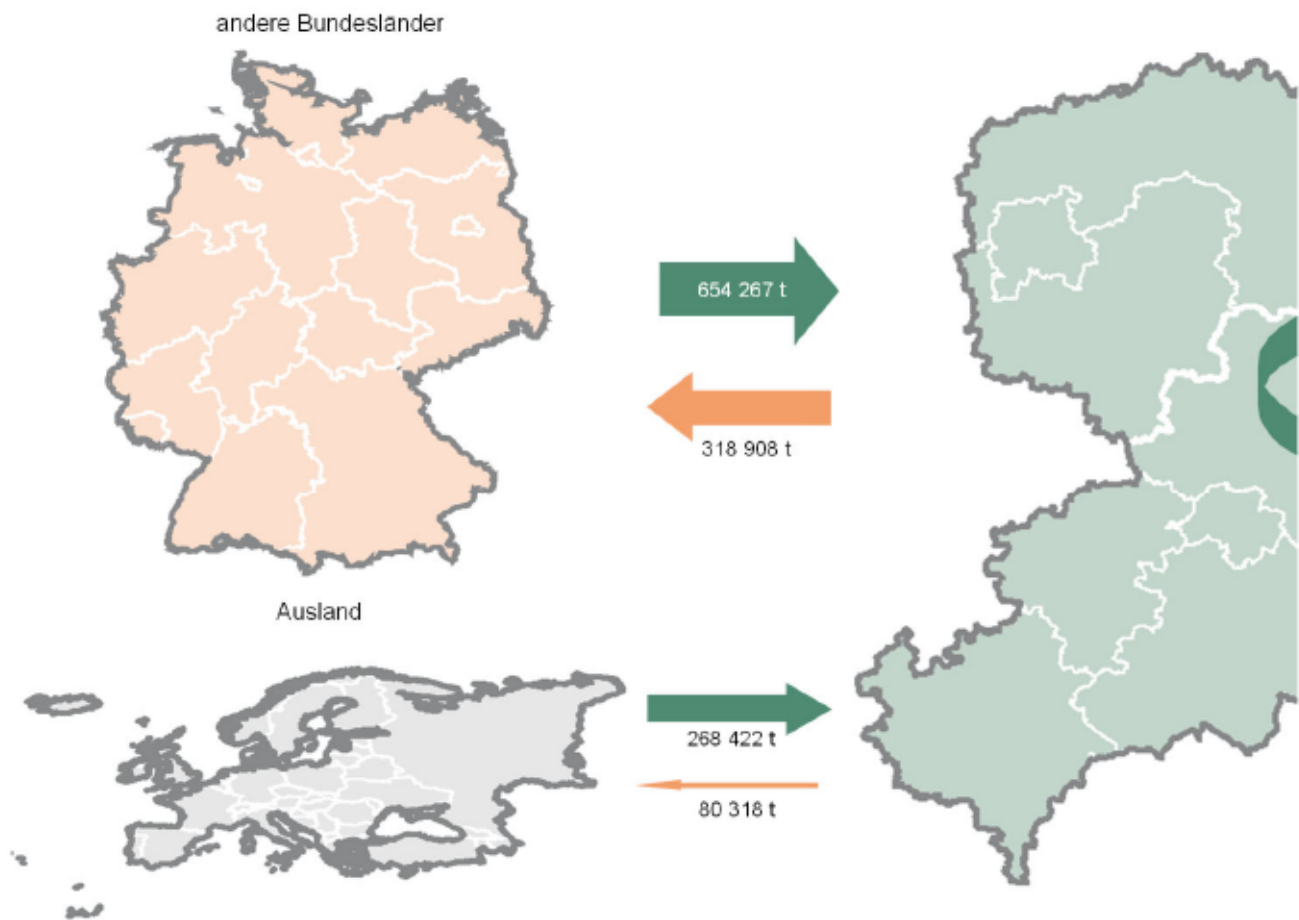 andere Bundesländer
654 267 t
318 908 t
Ausland
268 422 t
80 318 t